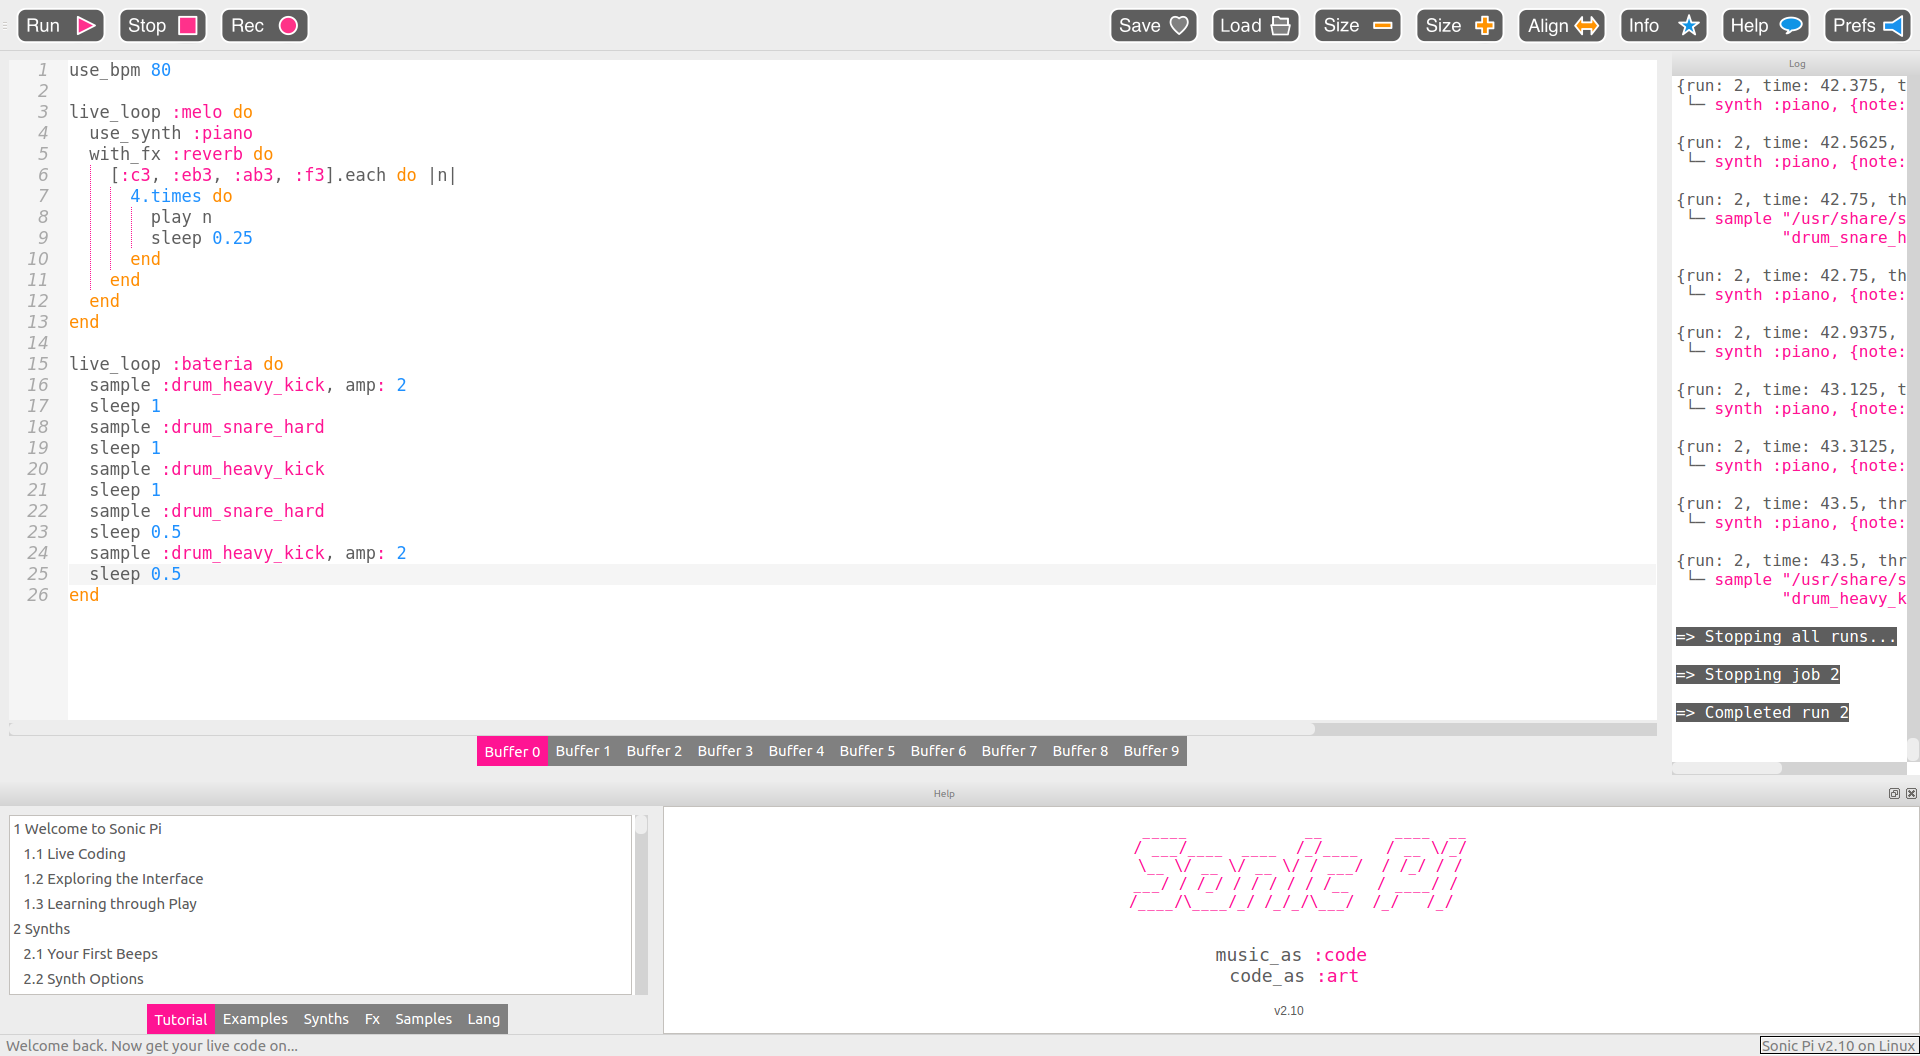 Run Stop Rec Save Load Size Size Align Info Help Prefs
1 use_bpm 80
2
3 live_loop :melo do
4   use_synth :piano
5   with_fx :reverb do
6     [:c3, :eb3, :ab3, :f3].each do |n|
7       4.times do
8         play n
9         sleep 0.25
10       end
11     end
12   end
13 end
14
15 live_loop :bateria do
16   sample :drum_heavy_kick, amp: 2
17   sleep 1
18   sample :drum_snare_hard
19   sleep 1
20   sample :drum_heavy_kick
21   sleep 1
22   sample :drum_snare_hard
23   sleep 0.5
24   sample :drum_heavy_kick, amp: 2
25   sleep 0.5
26 end
Buffer 0 Buffer 1 Buffer 2 Buffer 3 Buffer 4 Buffer 5 Buffer 6 Buffer 7 Buffer 8 Buffer 9
Log
{run: 2, time: 42.375, t
└─ synth :piano, {note:
{run: 2, time: 42.5625,
└─ synth :piano, {note:
{run: 2, time: 42.75, th
└─ sample "/usr/share/s
"drum_snare_h
{run: 2, time: 42.75, th
└─ synth :piano, {note:
{run: 2, time: 42.9375,
└─ synth :piano, {note:
{run: 2, time: 43.125, t
└─ synth :piano, {note:
{run: 2, time: 43.3125,
└─ synth :piano, {note:
{run: 2, time: 43.5, thr
└─ synth :piano, {note:
{run: 2, time: 43.5, thr
└─ sample "/usr/share/s
"drum_heavy_k
=> Stopping all runs...
=> Stopping job 2
=> Completed run 2
Help
1 Welcome to Sonic Pi
1.1 Live Coding
1.2 Exploring the Interface
1.3 Learning through Play
2 Synths
2.1 Your First Beeps
2.2 Synth Options
Tutorial Examples Synths Fx Samples Lang
Sonic Pi
music_as :code
code_as :art
v2.10
Welcome back. Now get your live code on...
Sonic Pi v2.10 on Linux